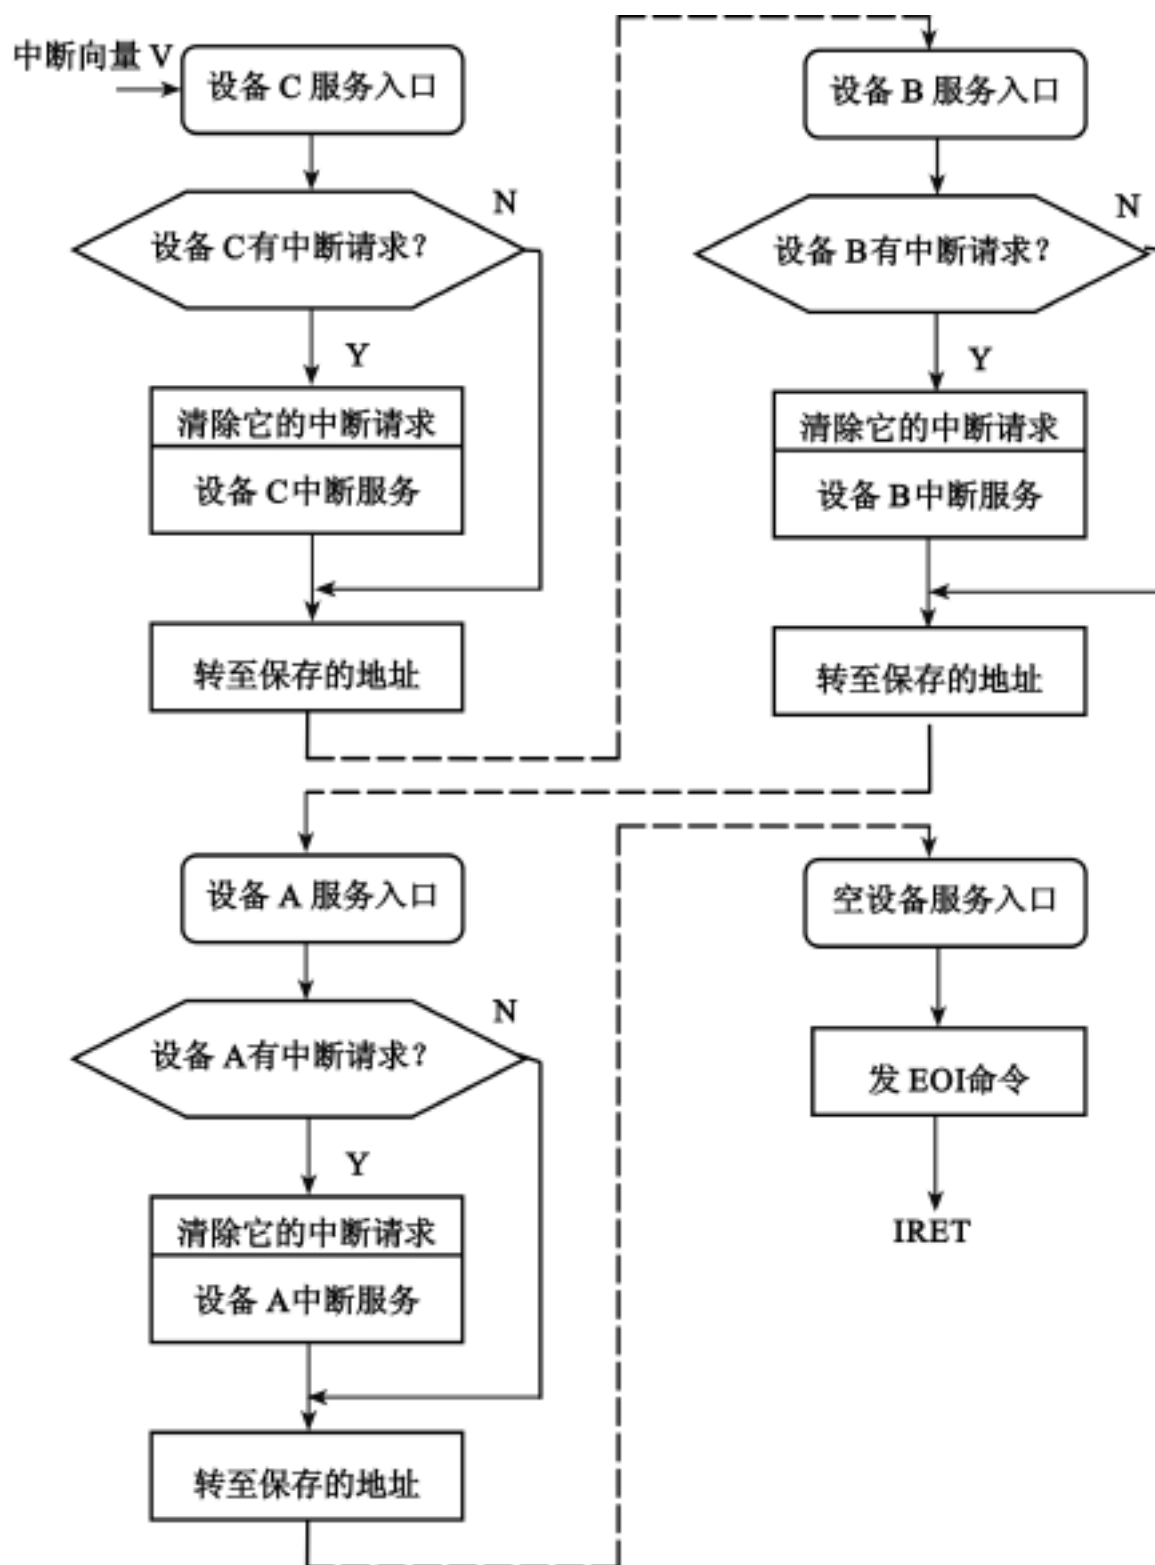 中断向量 V
设备 C 服务入口
设备 C有中断请求?
N
Y
清除它的中断请求
设备 C中断服务
转至保存的地址
设备 B 服务入口
设备 B有中断请求?
N
Y
清除它的中断请求
设备 B中断服务
转至保存的地址
设备 A 服务入口
设备 A有中断请求?
N
Y
清除它的中断请求
设备 A中断服务
转至保存的地址
空设备服务入口
发 EOI命令
IRET